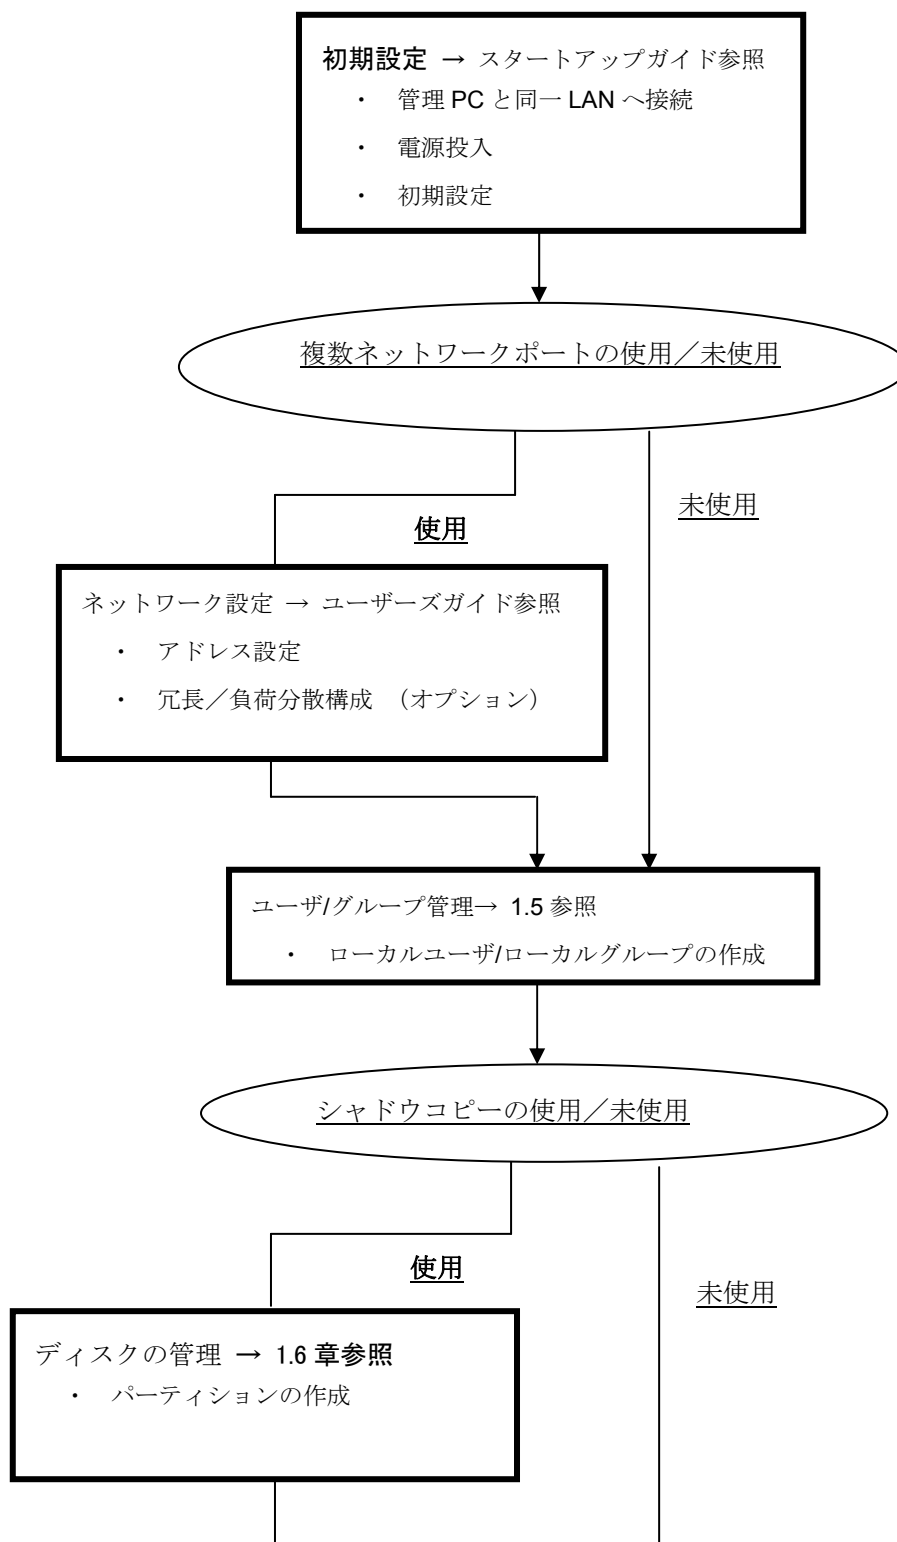 初期設定 → スタートアップガイド参照
・ 管理 PC と同一 LAN へ接続
・ 電源投入
・ 初期設定
複数ネットワークポートの使用／未使用
未使用
使用
ネットワーク設定 → ユーザーズガイド参照
・ アドレス設定
・ 冗長／負荷分散構成 （オプション）
ユーザ/グループ管理→ 1.5 参照
・ ローカルユーザ/ローカルグループの作成
シャドウコピーの使用／未使用
使用
未使用
ディスクの管理 → 1.6 章参照
・ パーティションの作成